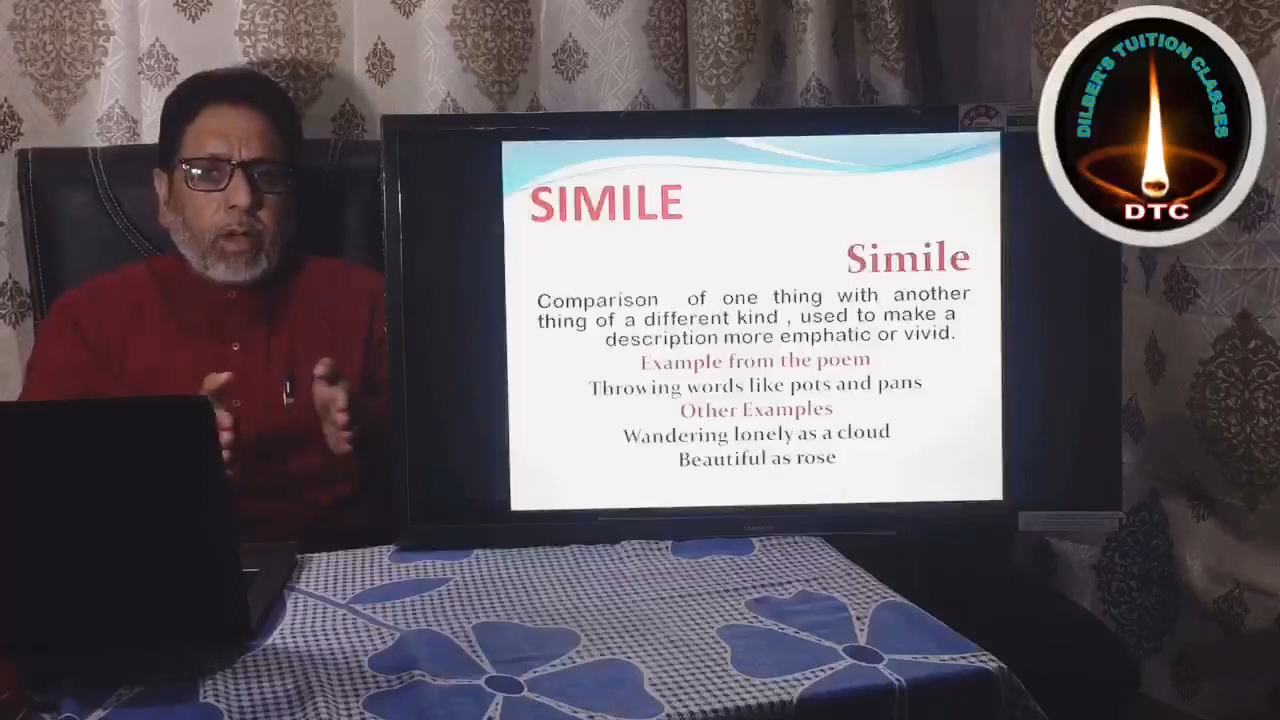 SIMILE
Simile
Comparison of one thing with another
thing of a different kind , used to make a
description more emphatic or vivid.
Example from the poem
Throwing words like pots and pans
Other Examples
Wandering lonely as a cloud
Beautiful as rose
DILBER'S TUITION CLASSES
DTC